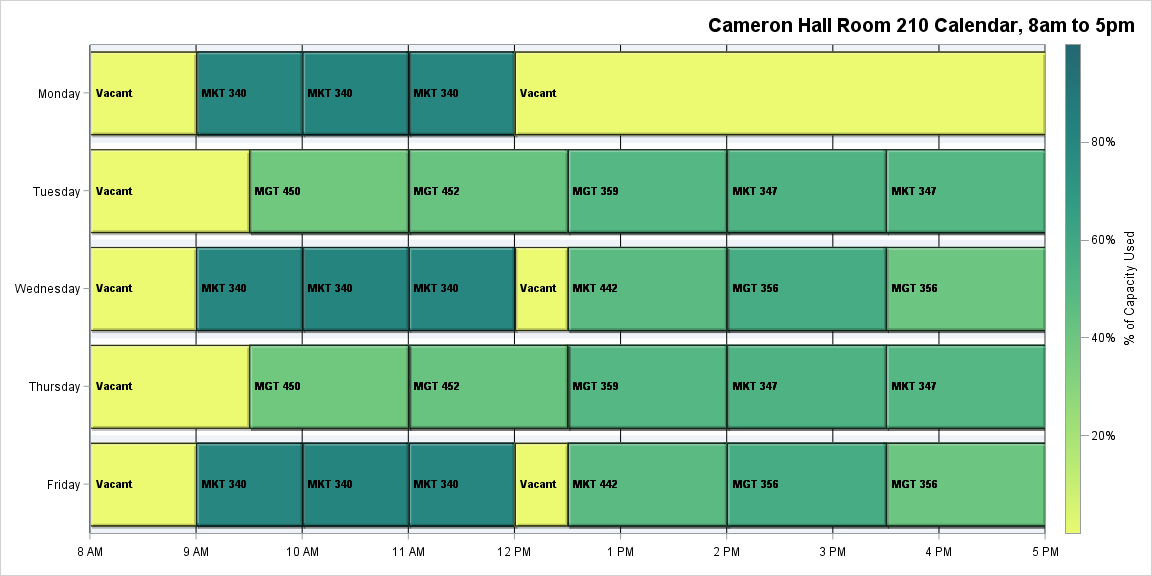 Cameron Hall Room 210 Calendar, 8am to 5pm
Monday
Vacant
MKT 340
MKT 340
MKT 340
Vacant
Tuesday
Vacant
MGT 450
MGT 452
MGT 359
MKT 347
MKT 347
Wednesday
Vacant
MKT 340
MKT 340
MKT 340
Vacant
MKT 442
MGT 356
MGT 356
Thursday
Vacant
MGT 450
MGT 452
MGT 359
MKT 347
MKT 347
Friday
Vacant
MKT 340
MKT 340
MKT 340
Vacant
MKT 442
MGT 356
MGT 356
8 AM
9 AM
10 AM
11 AM
12 PM
1 PM
2 PM
3 PM
4 PM
5 PM
80%
60%
40%
20%
% of Capacity Used